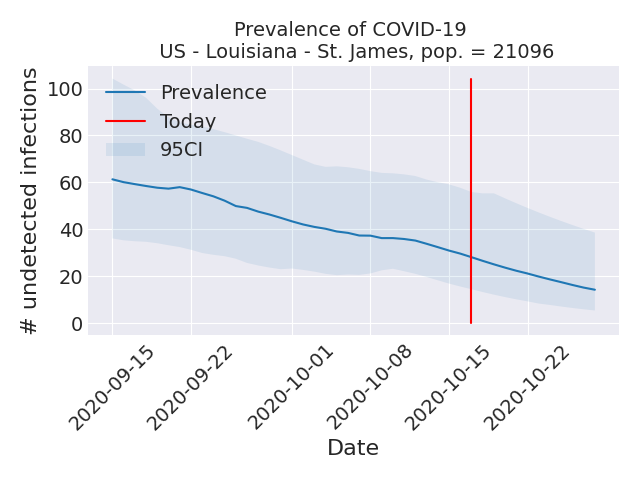 Prevalence of COVID-19
US - Louisiana - St. James, pop. = 21096
# undetected infections
100
80
60
40
20
0
Prevalence
Today
95CI
2020-09-15
2020-09-22
2020-10-01
2020-10-08
2020-10-15
2020-10-22
Date